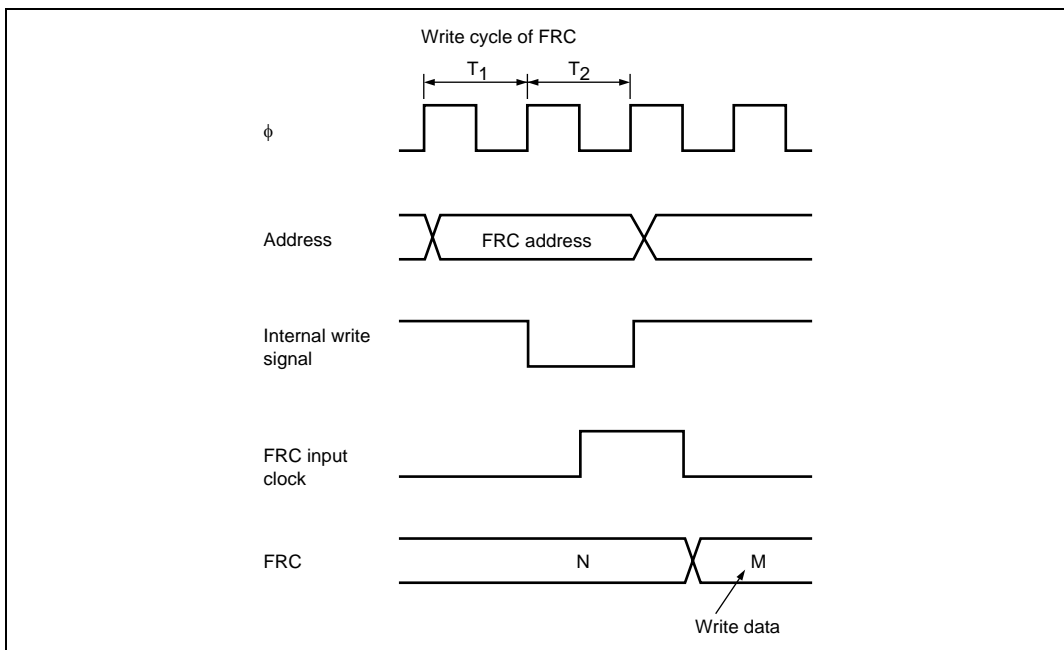 Write cycle of FRC
T1
T2
ϕ
Address
FRC address
Internal write
signal
FRC input
clock
FRC
N
M
Write data